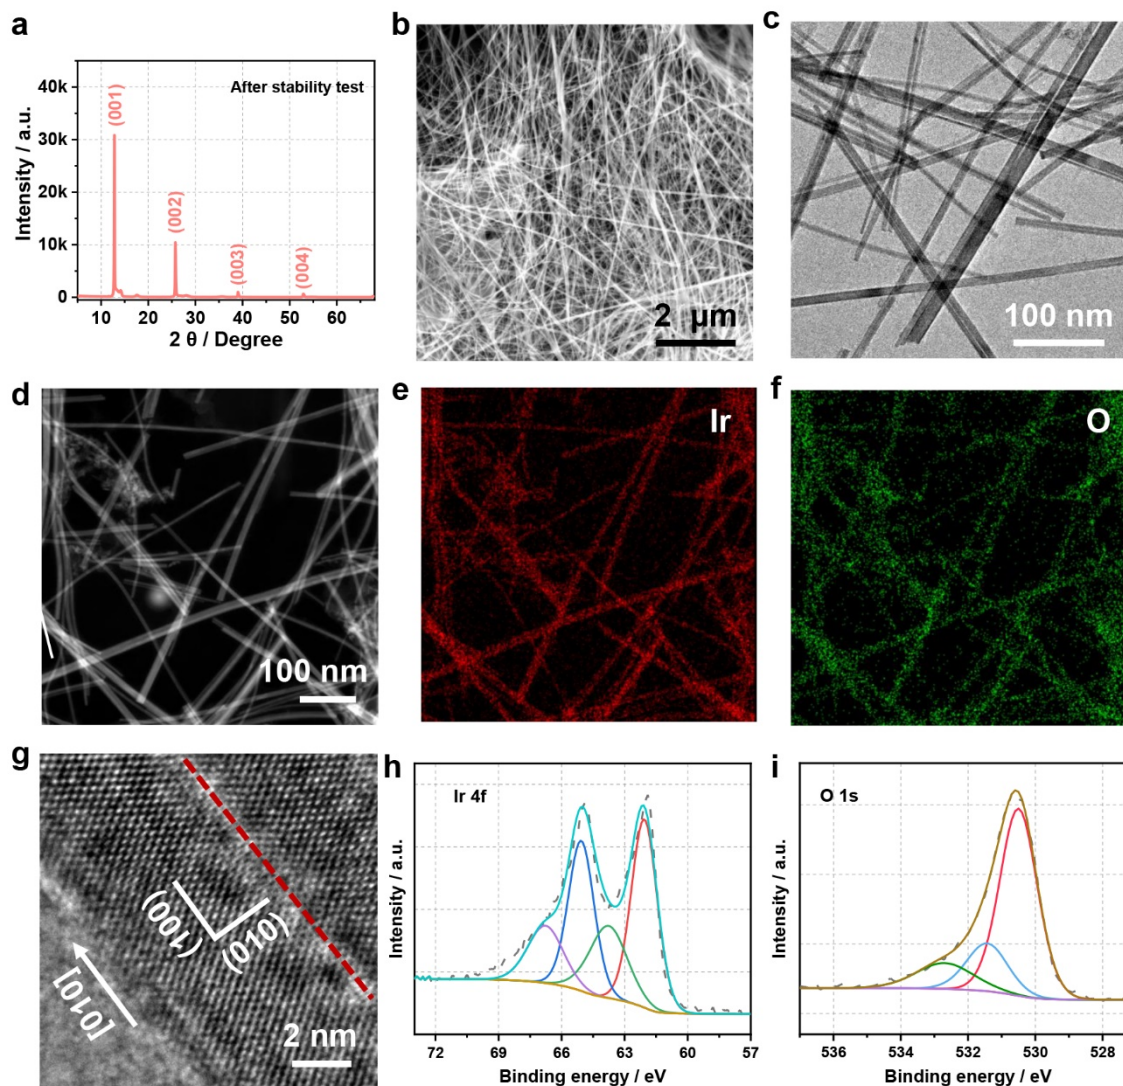 a
After stability test
(001)
(002)
(003)
(004)
40k
30k
20k
10k
0
10 20 30 40 50 60
Intensity / a.u.
2 θ / Degree
b
2 μm
c
100 nm
d
100 nm
e
Ir
f
O
g
(001)
(010)
[010]
2 nm
h
Ir 4f
Intensity / a.u.
72 69 66 63 60 57
Binding energy / eV
i
O 1s
Intensity / a.u.
536 534 532 530 528
Binding energy / eV